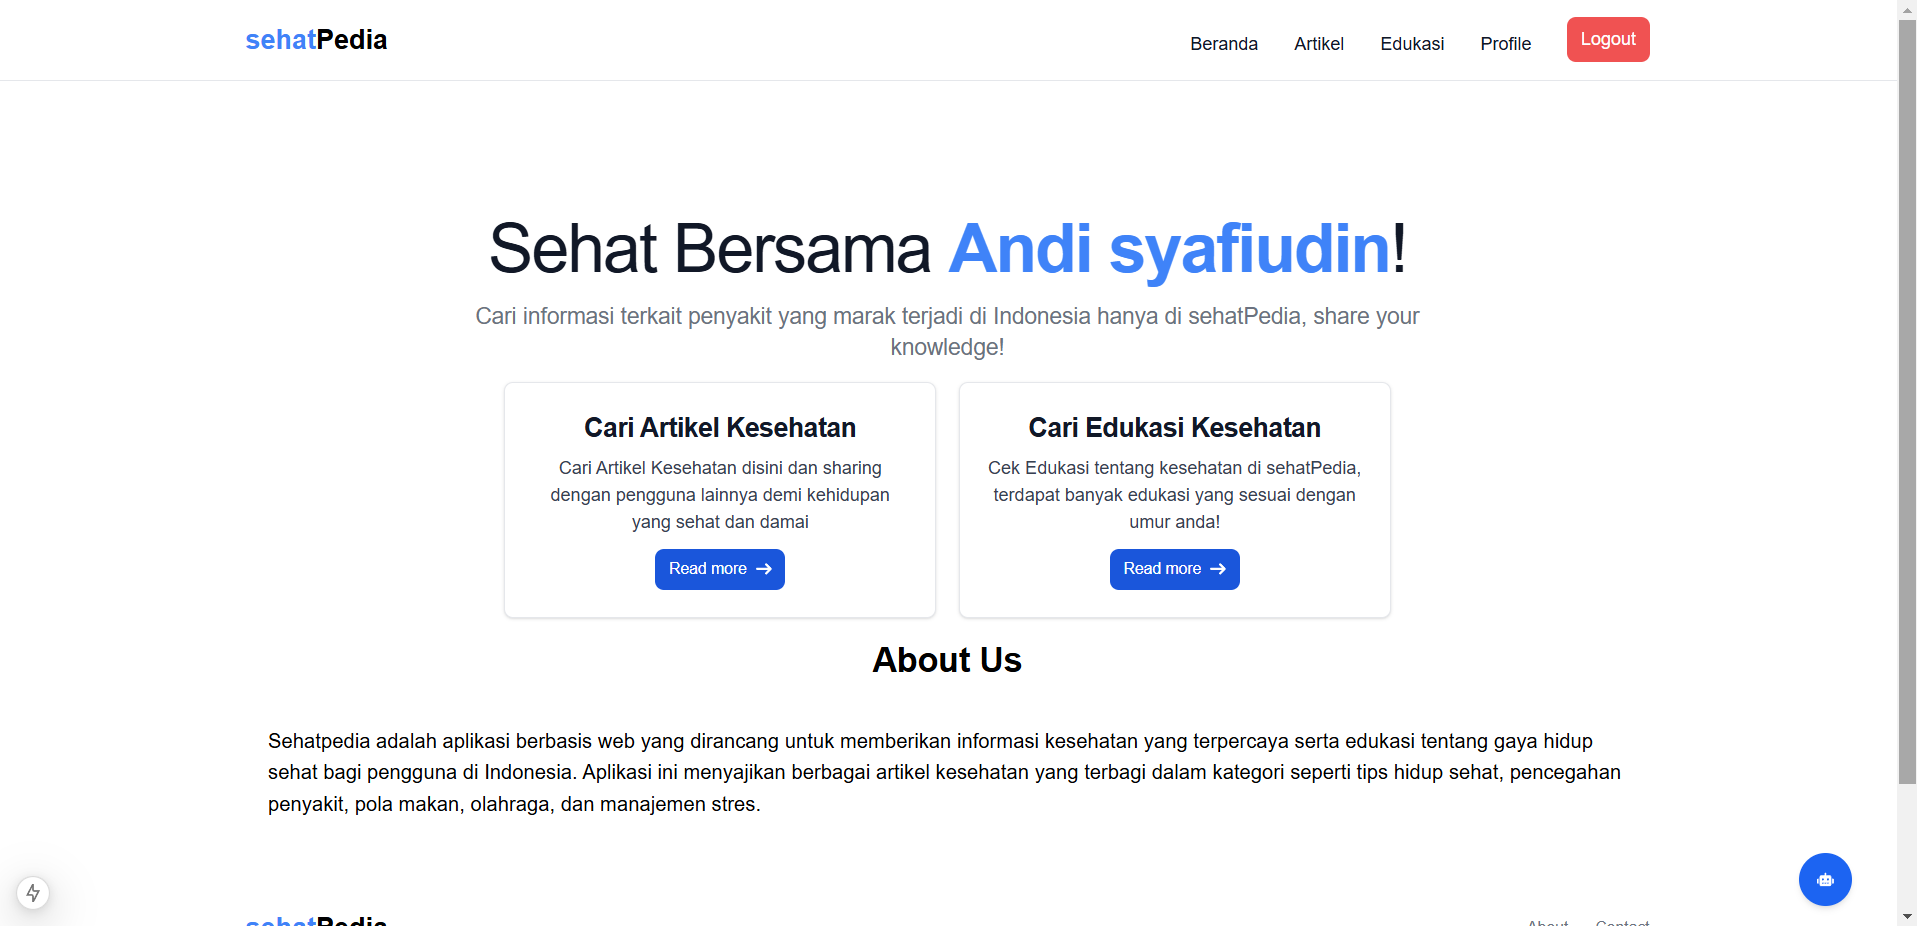 sehatPedia
Beranda
Artikel
Edukasi
Profile
Logout
Sehat Bersama Andi syafiudin!
Cari informasi terkait penyakit yang marak terjadi di Indonesia hanya di sehatPedia, share your
knowledge!
Cari Artikel Kesehatan
Cari Artikel Kesehatan disini dan sharing
dengan pengguna lainnya demi kehidupan
yang sehat dan damai
Read more
Cari Edukasi Kesehatan
Cek Edukasi tentang kesehatan di sehatPedia,
terdapat banyak edukasi yang sesuai dengan
umur anda!
Read more
About Us
Sehatpedia adalah aplikasi berbasis web yang dirancang untuk memberikan informasi kesehatan yang terpercaya serta edukasi tentang gaya hidup
sehat bagi pengguna di Indonesia. Aplikasi ini menyajikan berbagai artikel kesehatan yang terbagi dalam kategori seperti tips hidup sehat, pencegahan
penyakit, pola makan, olahraga, dan manajemen stres.
sehatPedia
About
Contact